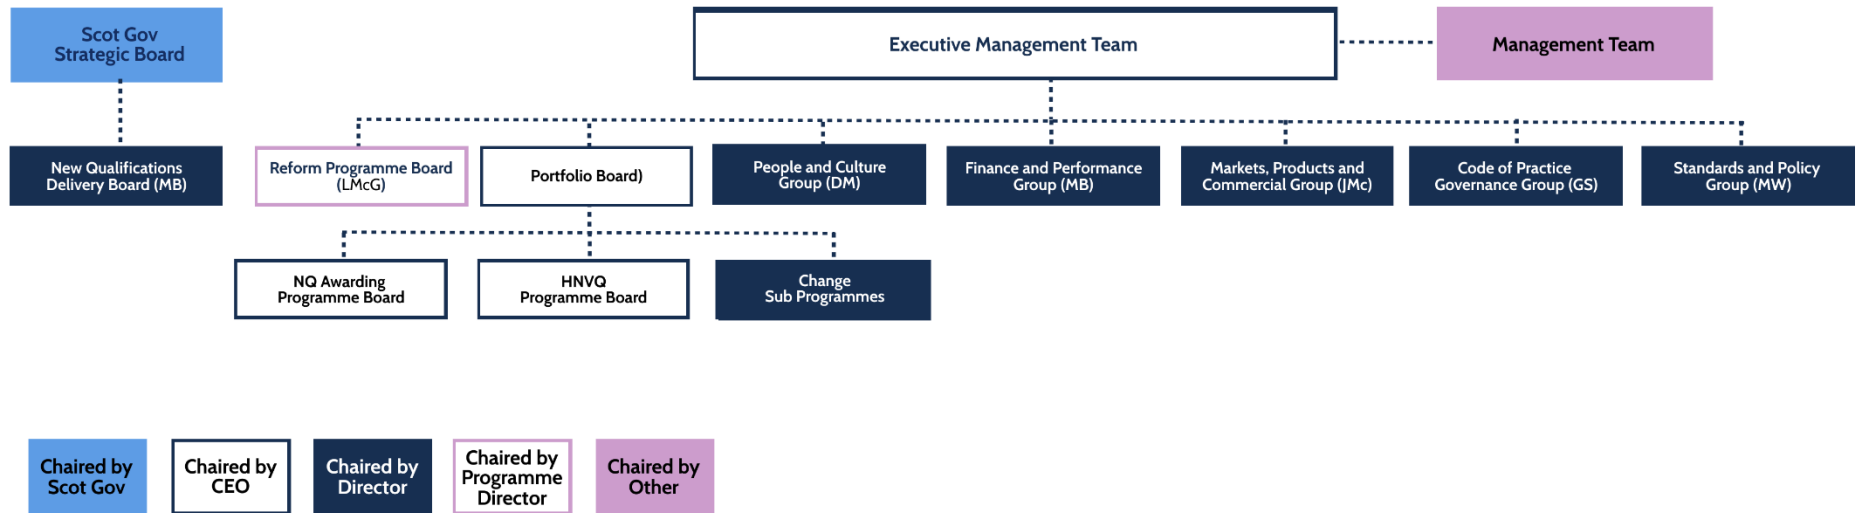 Scot Gov
Strategic Board
Executive Management Team
Management Team
New Qualifications
Delivery Board (MB)
Reform Programme Board
(LMcG)
Portfolio Board)
People and Culture
Group (DM)
Finance and Performance
Group (MB)
Markets, Products and
Commercial Group (JMc)
Code of Practice
Governance Group (GS)
Standards and Policy
Group (MW)
NQ Awarding
Programme Board
HNVQ
Programme Board
Change
Sub Programmes
Chaired by
Scot Gov
Chaired by
CEO
Chaired by
Director
Chaired by
Programme
Director
Chaired by
Other